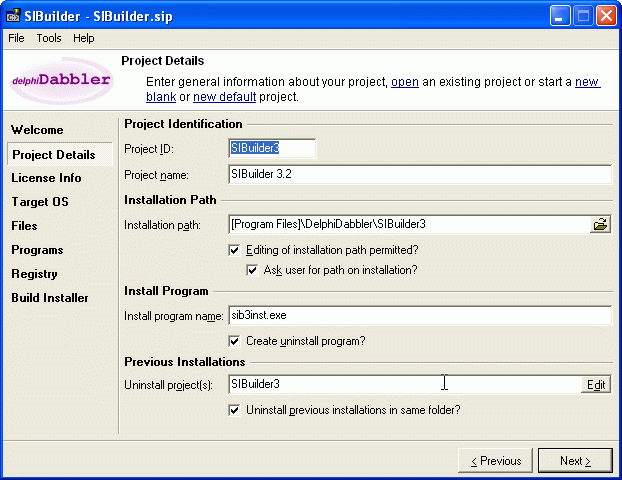 SIBuilder - SIBuilder.sip
File Tools Help
delphiDabbler
Project Details
Enter general information about your project, open an existing project or start a new
blank or new default project.
Welcome
Project Details
License Info
Target OS
Files
Programs
Registry
Build Installer
Project Identification
Project ID: SIBuilder3
Project name: SIBuilder 3.2
Installation Path
Installation path: [Program Files]\DelphiDabbler\SIBuilder3
Editing of installation path permitted?
Ask user for path on installation?
Install Program
Install program name: sib3inst.exe
Create uninstall program?
Previous Installations
Uninstall project(s): SIBuilder3 Edit
Uninstall previous installations in same folder?
< Previous Next >